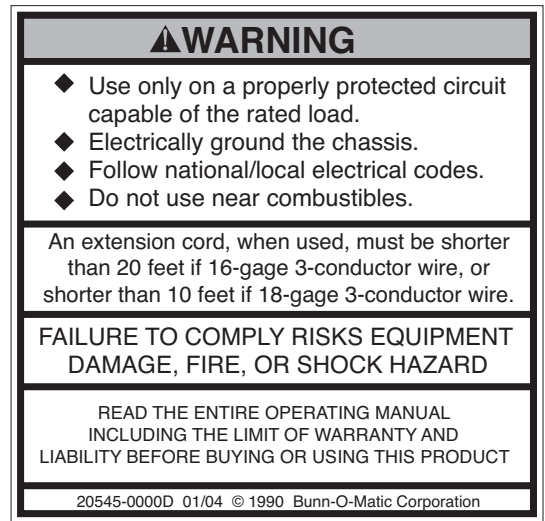 ⚠WARNING
◆ Use only on a properly protected circuit
capable of the rated load.
◆ Electrically ground the chassis.
◆ Follow national/local electrical codes.
◆ Do not use near combustibles.
An extension cord, when used, must be shorter
than 20 feet if 16-gage 3-conductor wire, or
shorter than 10 feet if 18-gage 3-conductor wire.
FAILURE TO COMPLY RISKS EQUIPMENT
DAMAGE, FIRE, OR SHOCK HAZARD
READ THE ENTIRE OPERATING MANUAL
INCLUDING THE LIMIT OF WARRANTY AND
LIABILITY BEFORE BUYING OR USING THIS PRODUCT
20545-0000D 01/04 © 1990 Bunn-O-Matic Corporation